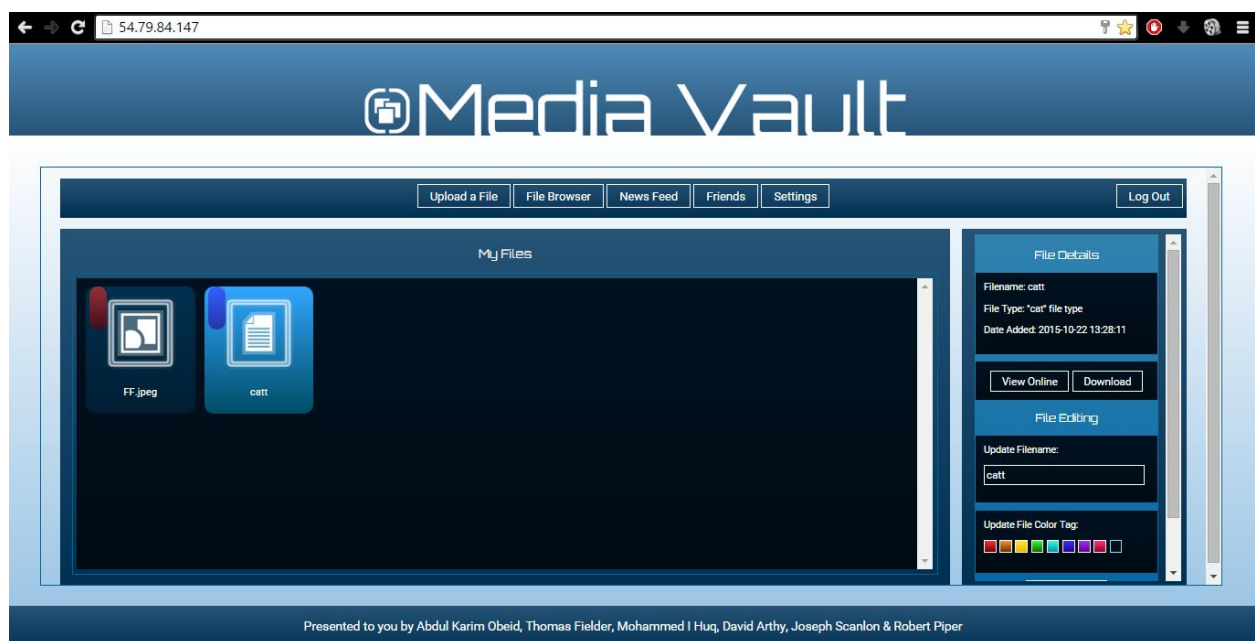 54.79.84.147
Media Vault
Upload a File File Browser News Feed Friends Settings Log Out
My Files
FF.jpeg catt
File Details
Filename: catt
File Type: "cat" file type
Date Added: 2015-10-22 13:28:11
View Online Download
File Editing
Update Filename:
catt
Update File Color Tag:
Presented to you by Abdul Karim Obeid, Thomas Fielder, Mohammed I Huq, David Arthy, Joseph Scanlon & Robert Piper